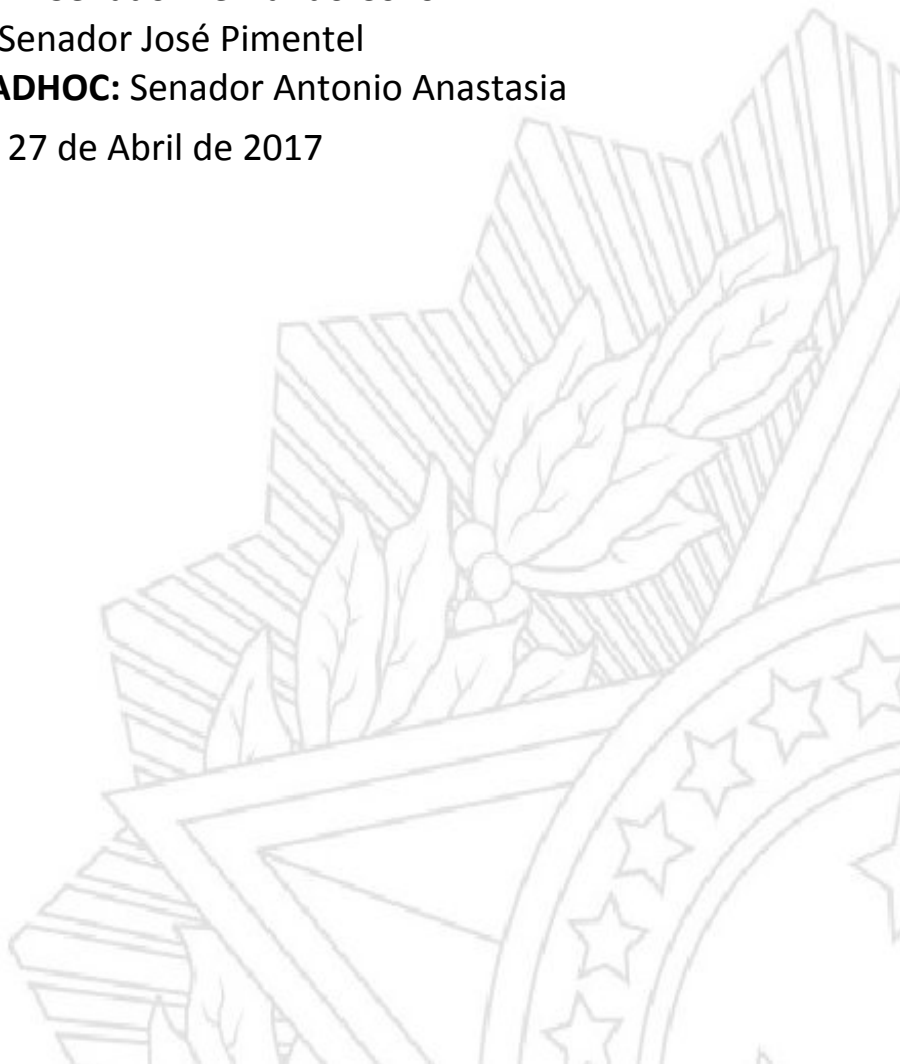 Senador José Pimentel
ADHOC: Senador Antonio Anastasia
27 de Abril de 2017